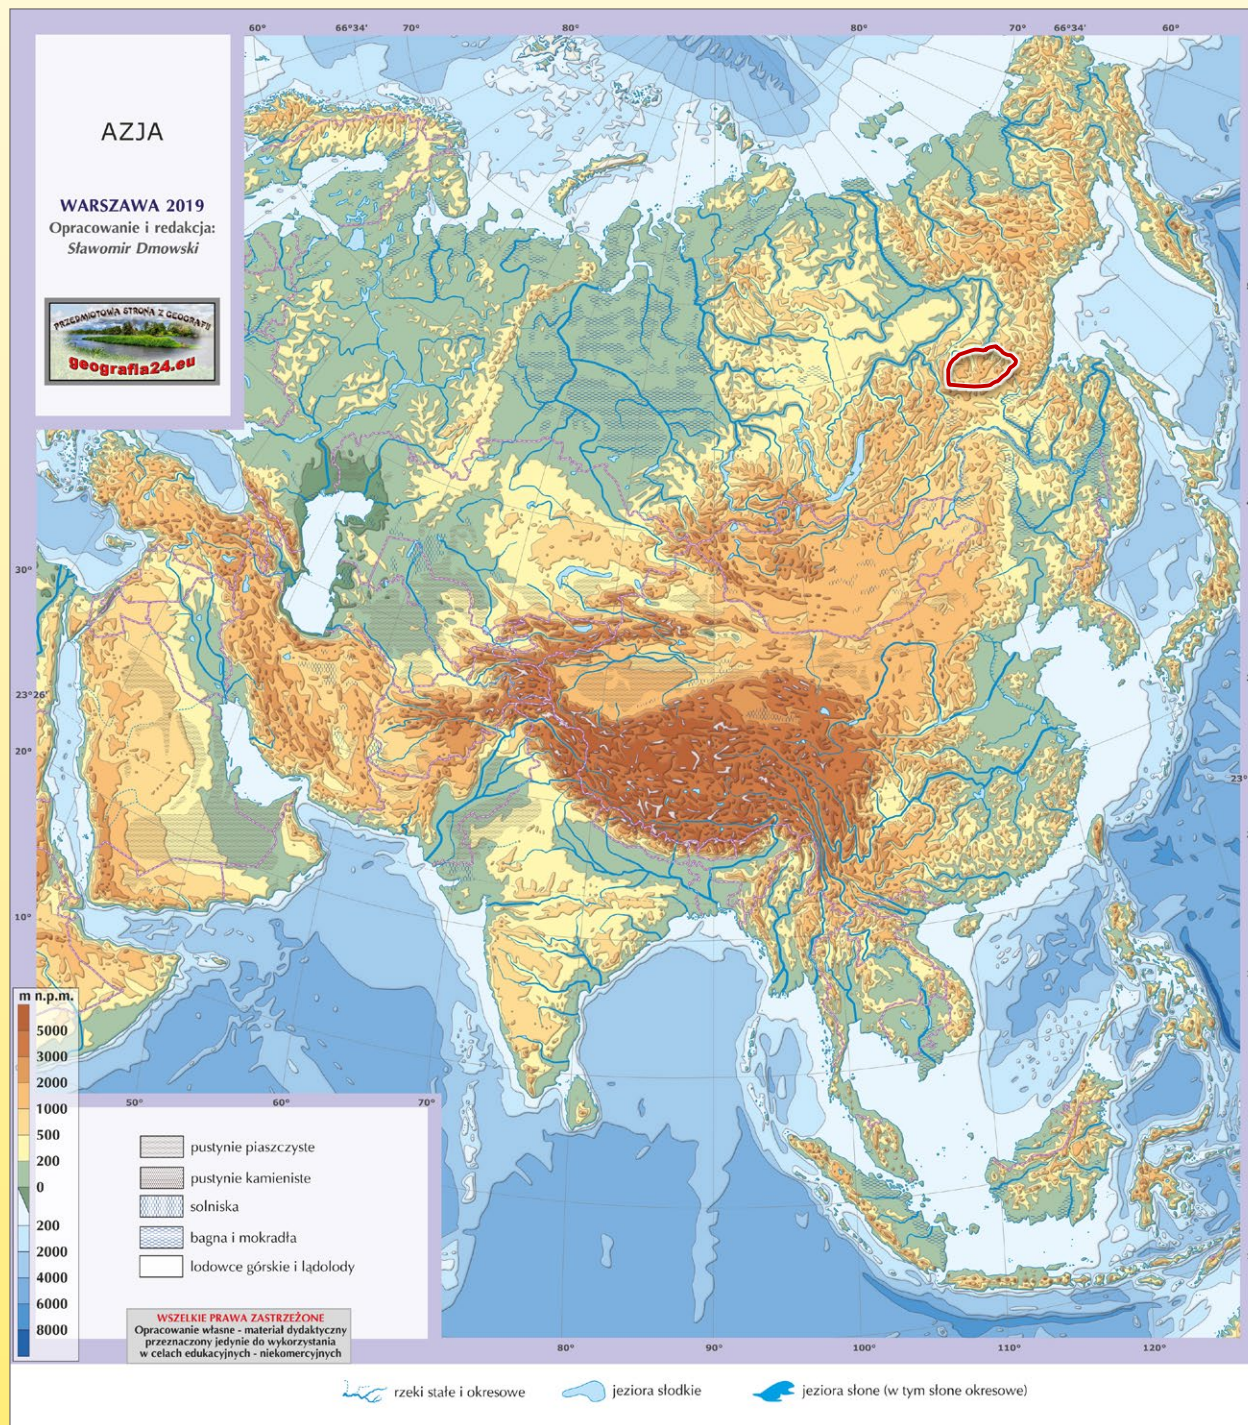 60° 66°34' 70° 80° 80° 70° 66°34' 60°
AZJA
WARSZAWA 2019
Opracowanie i redakcja:
Sławomir Dmowski
PRZEDMIOTOWA STRONA Z GEOGRAFII
geografia24.eu
30°
23°26'
20°
23°
10°
m n.p.m.
5000
3000
2000
1000
500
200
0
200
2000
4000
6000
8000
50° 60° 70°
pustynie piaszczyste
pustynie kamieniste
solniska
bagna i mokradła
lodowce górskie i lądolody
WSZELKIE PRAWA ZASTRZEŻONE
Opracowanie własne - materiał dydaktyczny
przeznaczony jedynie do wykorzystania
w celach edukacyjnych - niekomercyjnych
80° 90° 100° 110° 120°
rzeki stałe i okresowe jeziora słodkie jeziora słone (w tym słone okresowe)